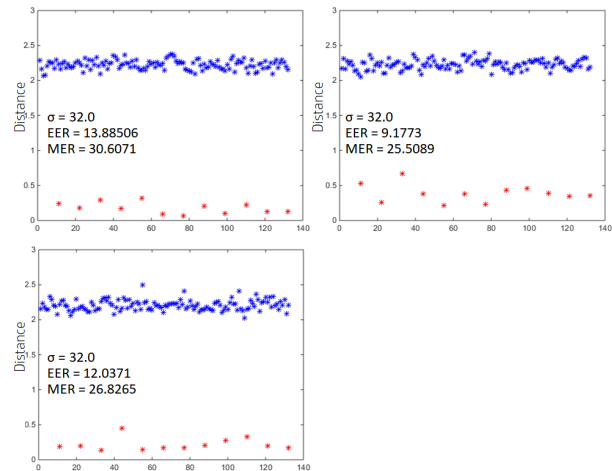 3
2.5
2
1.5
1
0.5
0
Distance
σ = 32.0
EER = 13.88506
MER = 30.6071
0 20 40 60 80 100 120 140
3
2.5
2
1.5
1
0.5
0
Distance
σ = 32.0
EER = 9.1773
MER = 25.5089
0 20 40 60 80 100 120 140
3
2.5
2
1.5
1
0.5
0
Distance
σ = 32.0
EER = 12.0371
MER = 26.8265
0 20 40 60 80 100 120 140